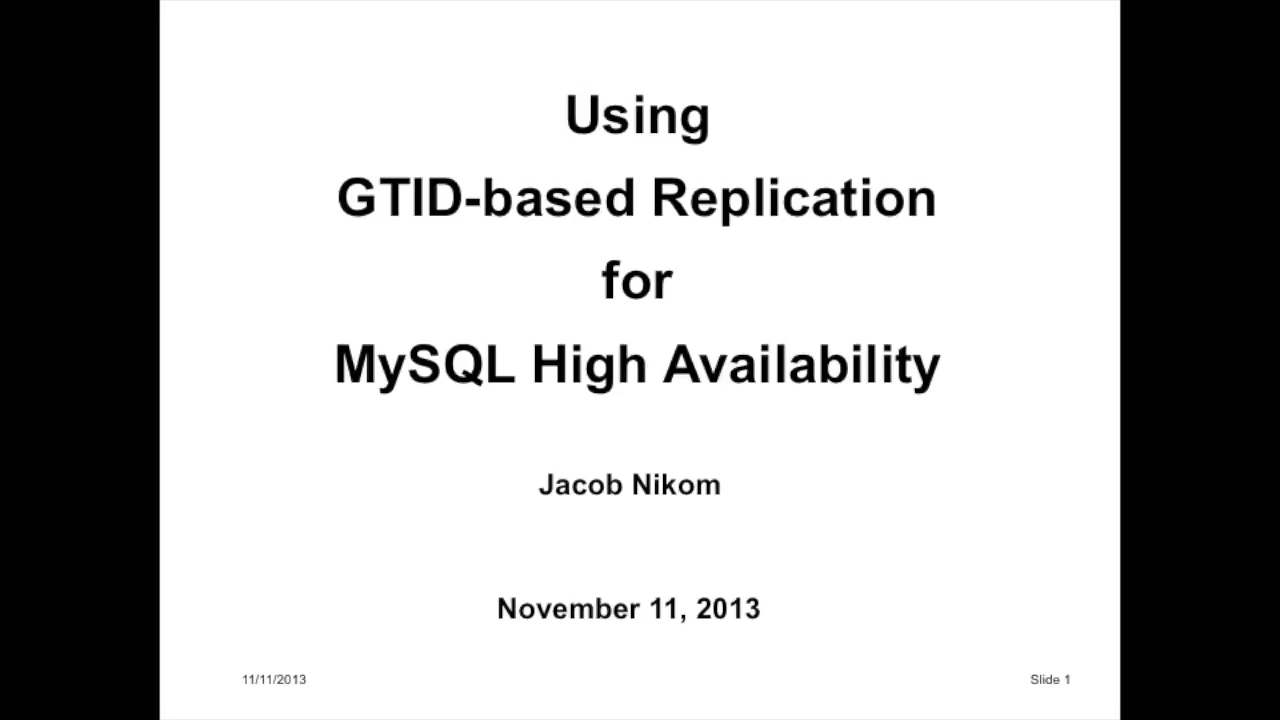 Using
GTID-based Replication
for
MySQL High Availability
Jacob Nikom
November 11, 2013
11/11/2013
Slide 1